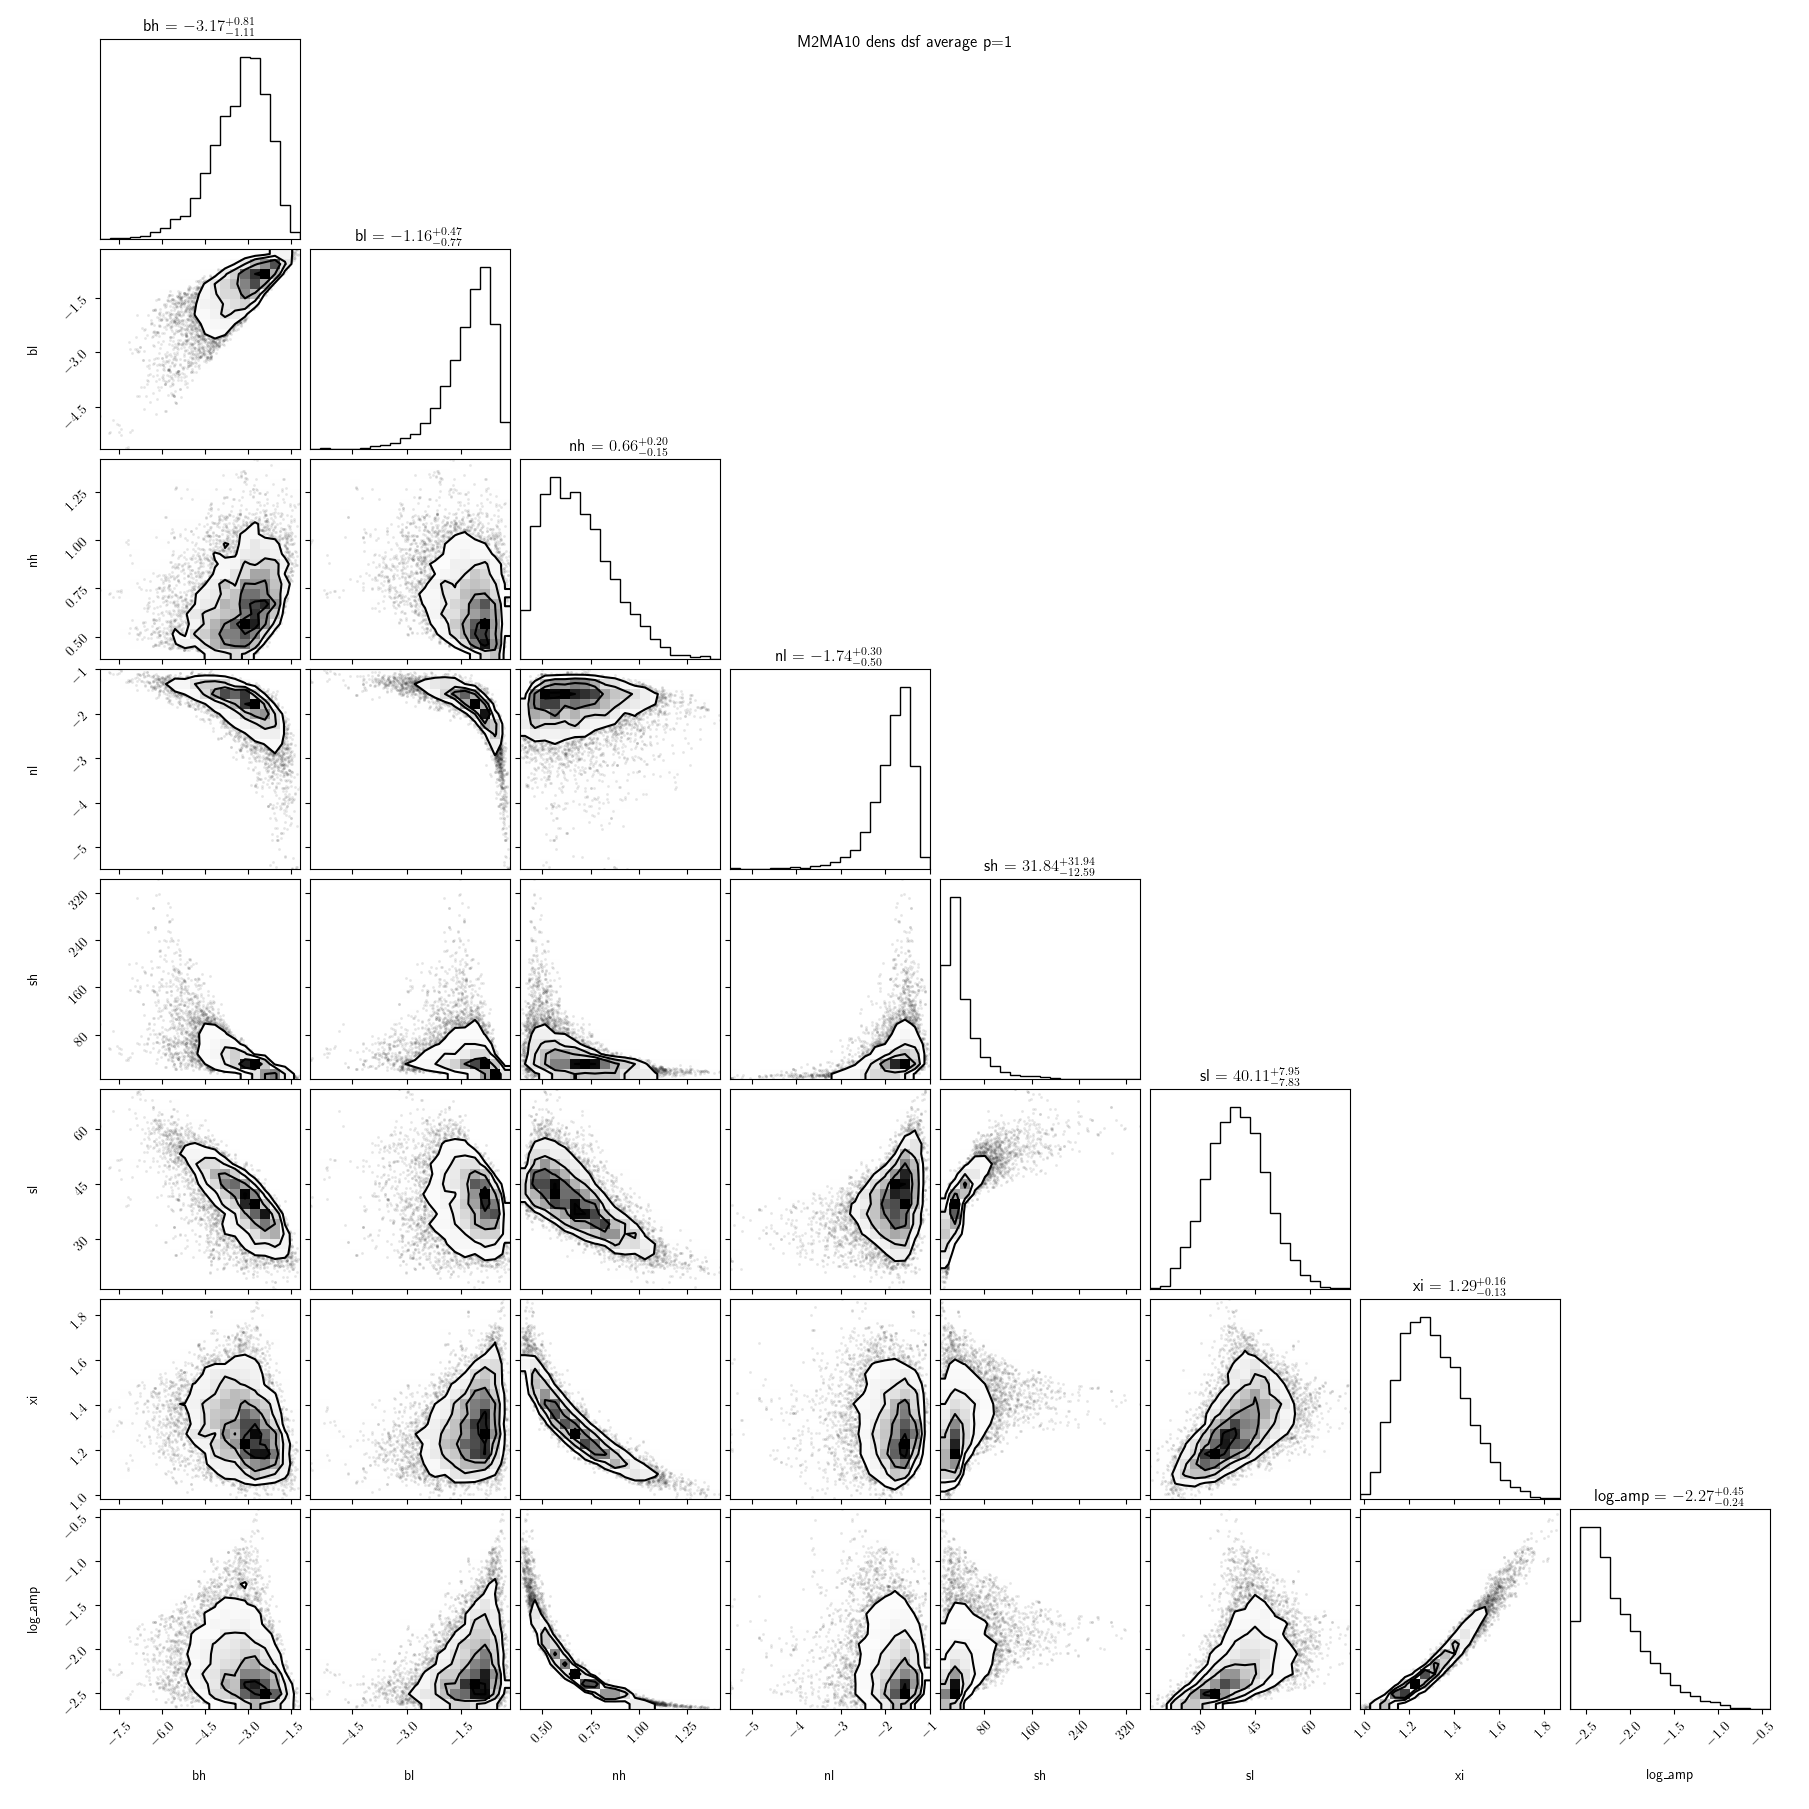 M2MA10 dens dsf average p=1
bh = −3.17+0.81 −1.11
bl = −1.16+0.47 −0.77
nh = 0.66+0.20 −0.15
nl = −1.74+0.30 −0.50
sh = 31.84+31.94 −12.59
sl = 40.11+7.95 −7.83
xi = 1.29+0.16 −0.13
log_amp = −2.27+0.45 −0.24
bl
−1.5
−3.0
−4.5
nh
1.25
1.00
0.75
0.50
nl
−1
−2
−3
−4
−5
sh
320
240
160
80
sl
60
45
30
xi
1.8
1.6
1.4
1.2
1.0
log_amp
−0.5
−1.0
−1.5
−2.0
−2.5
−7.5 −6.0 −4.5 −3.0 −1.5
−4.5 −3.0 −1.5
0.50 0.75 1.00 1.25
−5 −4 −3 −2 −1
80 160 240 320
30 45 60
1.0 1.2 1.4 1.6 1.8
−2.5 −2.0 −1.5 −1.0 −0.5
bh bl nh nl sh sl xi log_amp